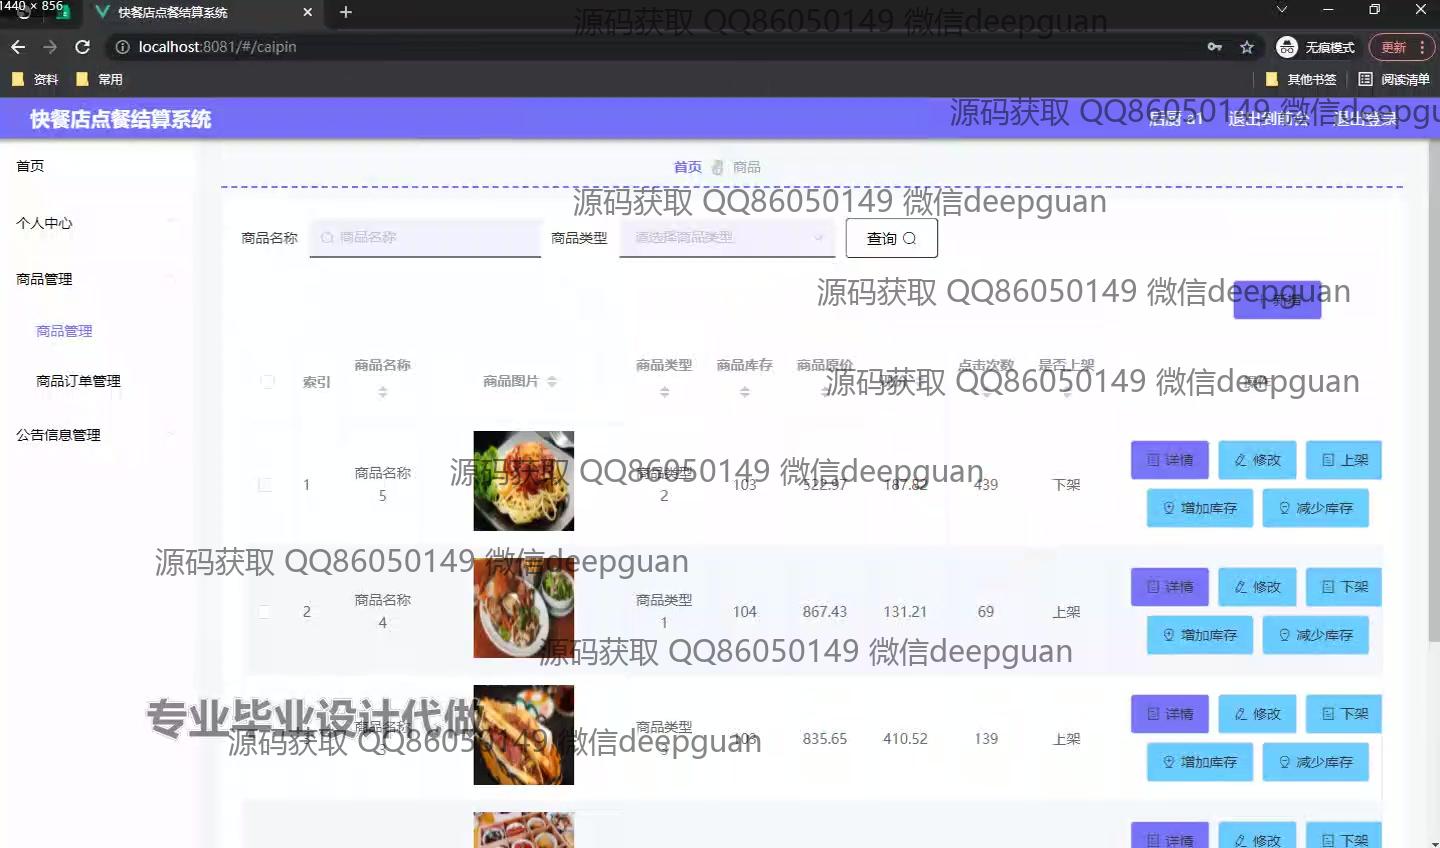 1440 × 856
快餐店点餐结算系统
localhost:8081/#/caipin
无痕模式
更新
资料
常用
其他书签
阅读清单
源码获取 QQ86050149 微信deepguan
快餐店点餐结算系统
源码获取 QQ86050149 微信deepgu
退出到前台
退出登录
首页
首页
商品
源码获取 QQ86050149 微信deepguan
个人中心
商品名称
商品名称
商品类型
请选择商品类型
查询
商品管理
源码获取 QQ86050149 微信deepguan
新增
商品管理
商品订单管理
公告信息管理
索引
商品名称
商品图片
商品类型
商品库存
商品原价
点击次数
是否上架
源码获取 QQ86050149 微信deepguan
1
商品名称
5
商品类型
2
103
522.97
187.82
439
下架
详情
修改
上架
增加库存
减少库存
源码获取 QQ86050149 微信deepguan
源码获取 QQ86050149 微信deepguan
2
商品名称
4
商品类型
1
104
867.43
131.21
69
上架
详情
修改
下架
增加库存
减少库存
源码获取 QQ86050149 微信deepguan
专业毕业设计代做
商品名称
3
商品类型
103
835.65
410.52
139
上架
详情
修改
下架
增加库存
减少库存
源码获取 QQ86050149 微信deepguan
详情
修改
下架